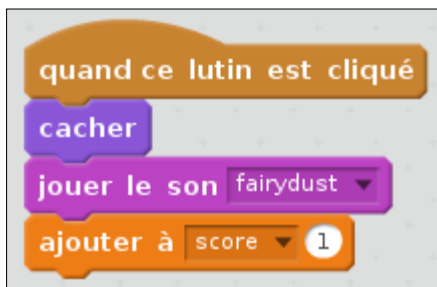 quand ce lutin est cliqué
cacher
jouer le son fairydust
ajouter à score 1